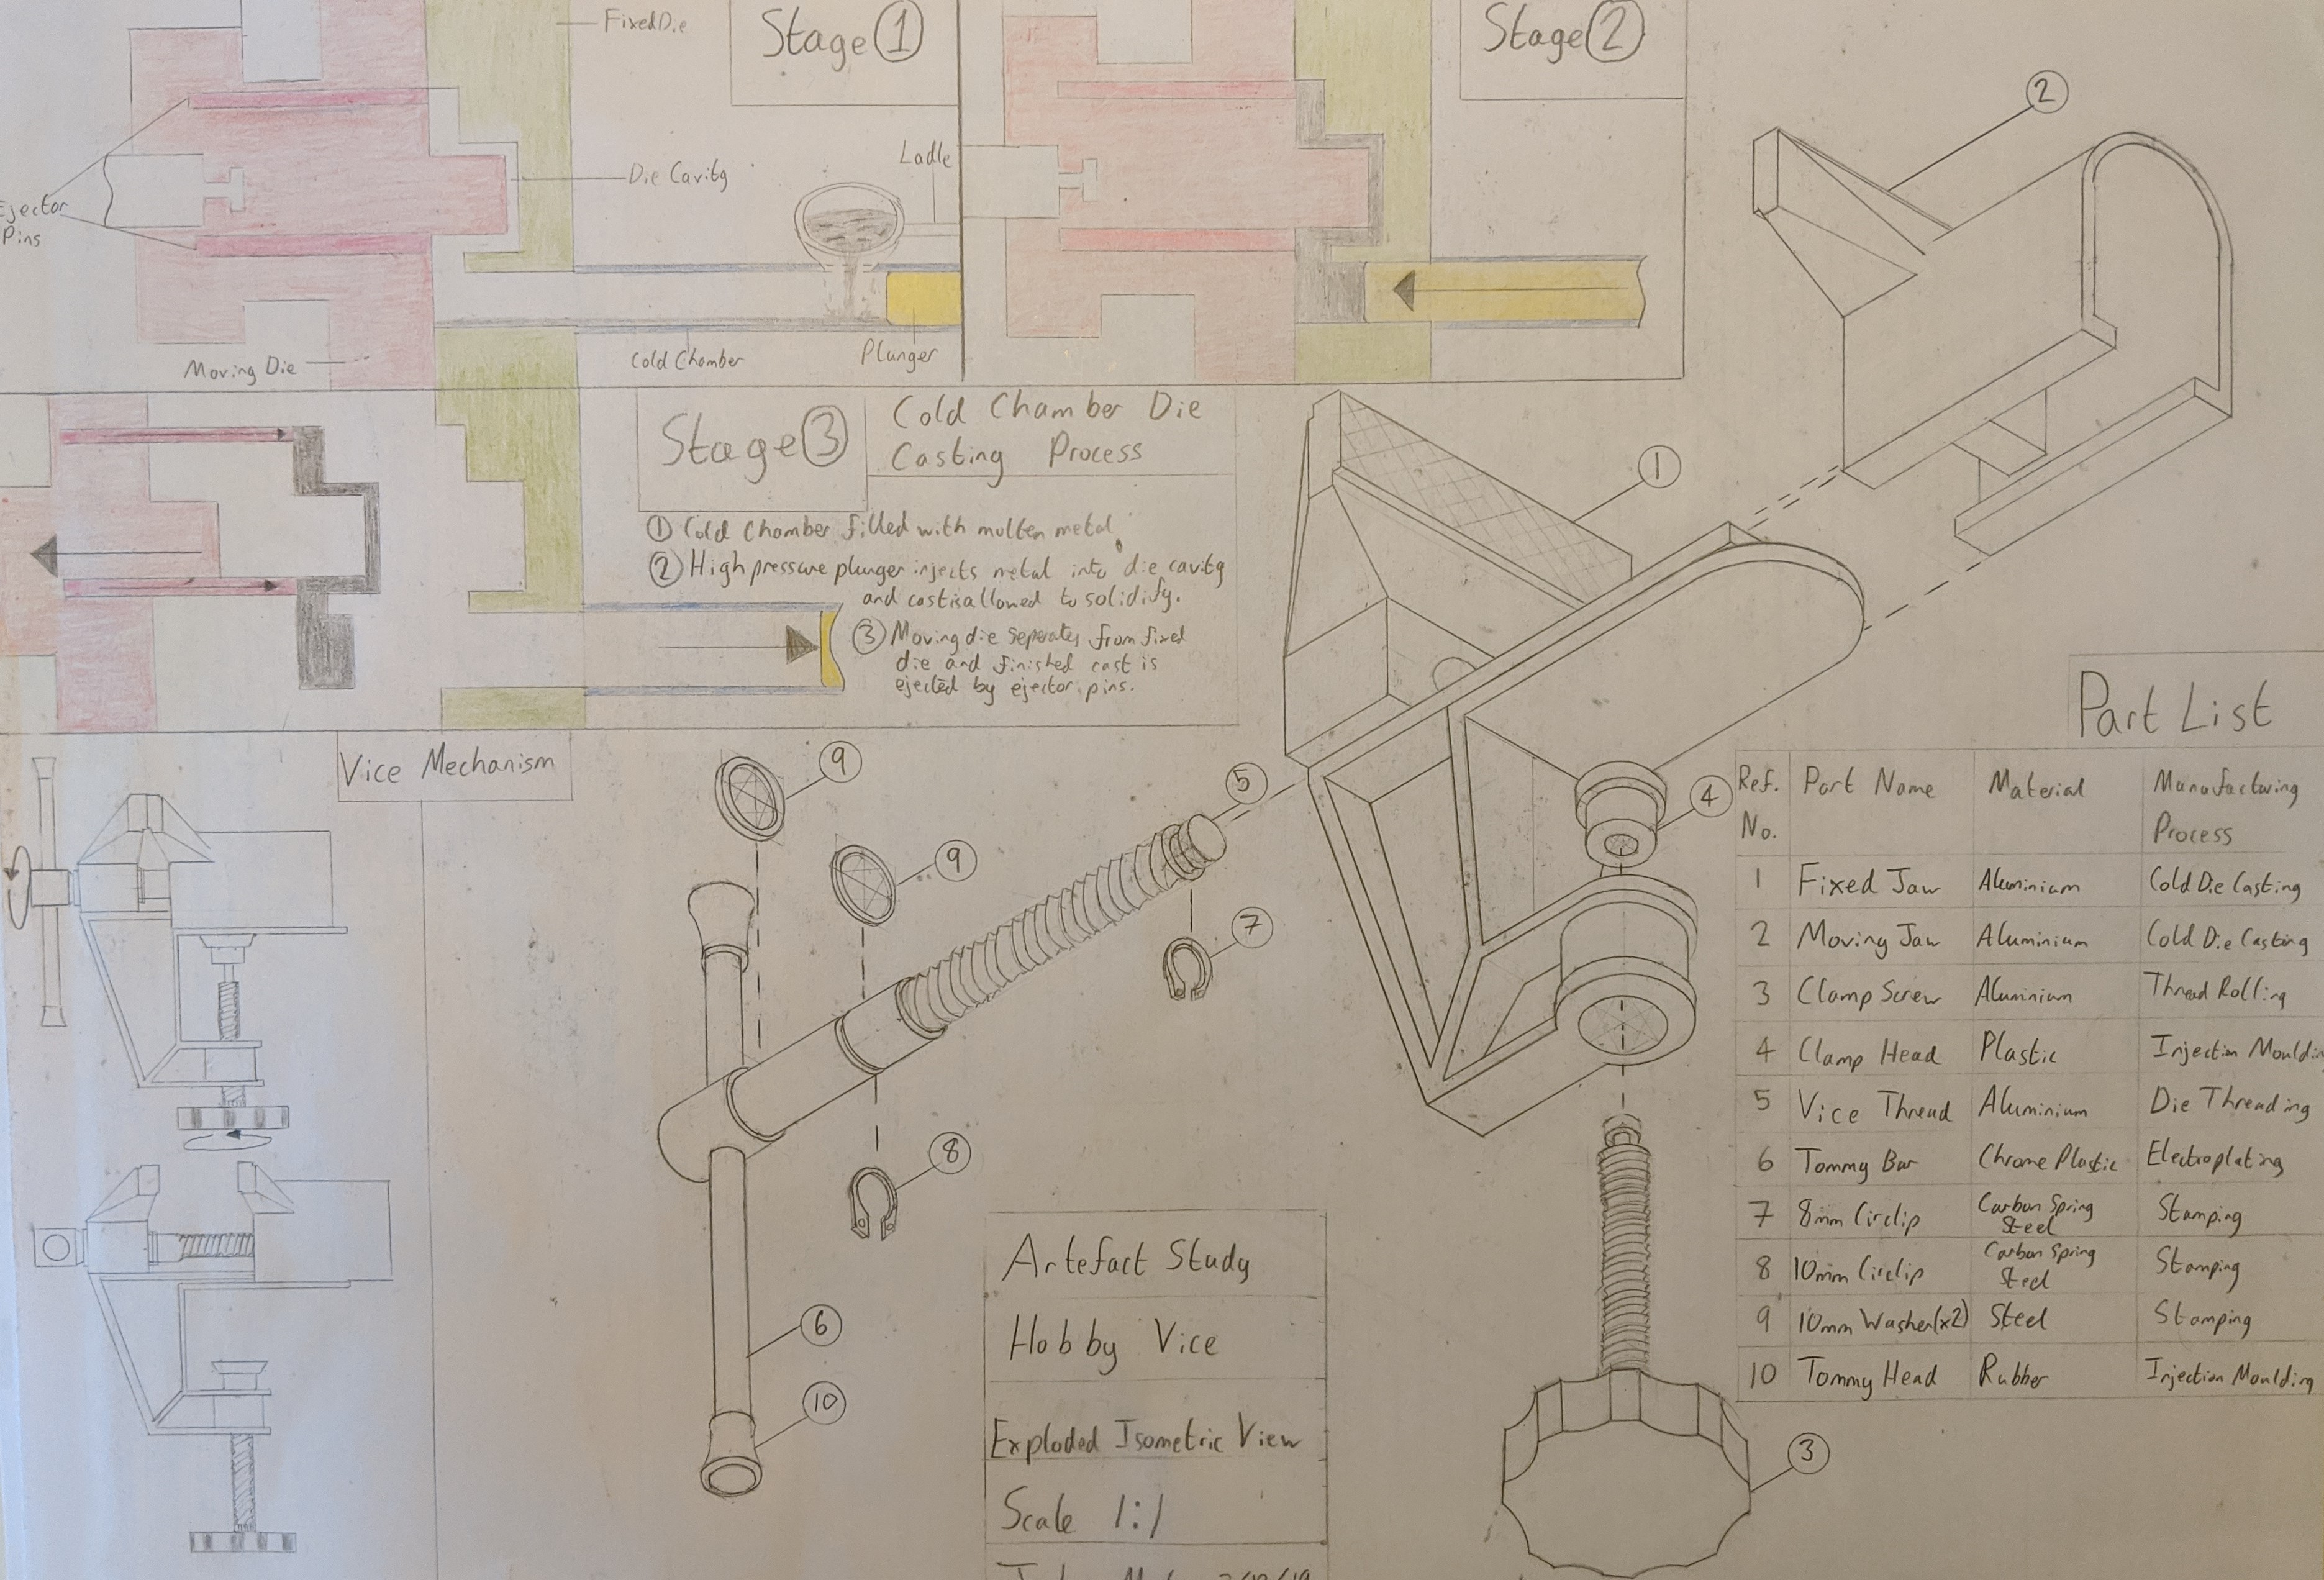 Fixed Die
Stage 1
Ejector
Pins
Die Cavity
Ladle
Moving Die
Cold Chamber
Plunger
Stage 2
Stage 3
Cold Chamber Die
Casting Process
1 Cold Chamber filled with multen metal.
2 High pressure plunger injects metal into die cavity
and cast is allowed to solidify.
3 Moving die seperates from fixed
die and finished cast is
ejected by ejector pins.
Vice Mechanism
2
1
9
9
5
4
7
8
6
10
3
Part List
Ref. No. Part Name Material Manufacturing Process
1 Fixed Jaw Aluminium Cold Die Casting
2 Moving Jaw Aluminium Cold Die Casting
3 Clamp Screw Aluminium Thread Rolling
4 Clamp Head Plastic Injection Mouldin
5 Vice Thread Aluminium Die Threading
6 Tommy Bar Chrome Plastic Electroplating
7 8mm Circlip Carbon Spring Steel Stamping
8 10mm Circlip Carbon Spring Steel Stamping
9 10mm Washer(x2) Steel Stamping
10 Tommy Head Rubber Injection Moulding
Artefact Study
Hobby Vice
Exploded Isometric View
Scale 1:1